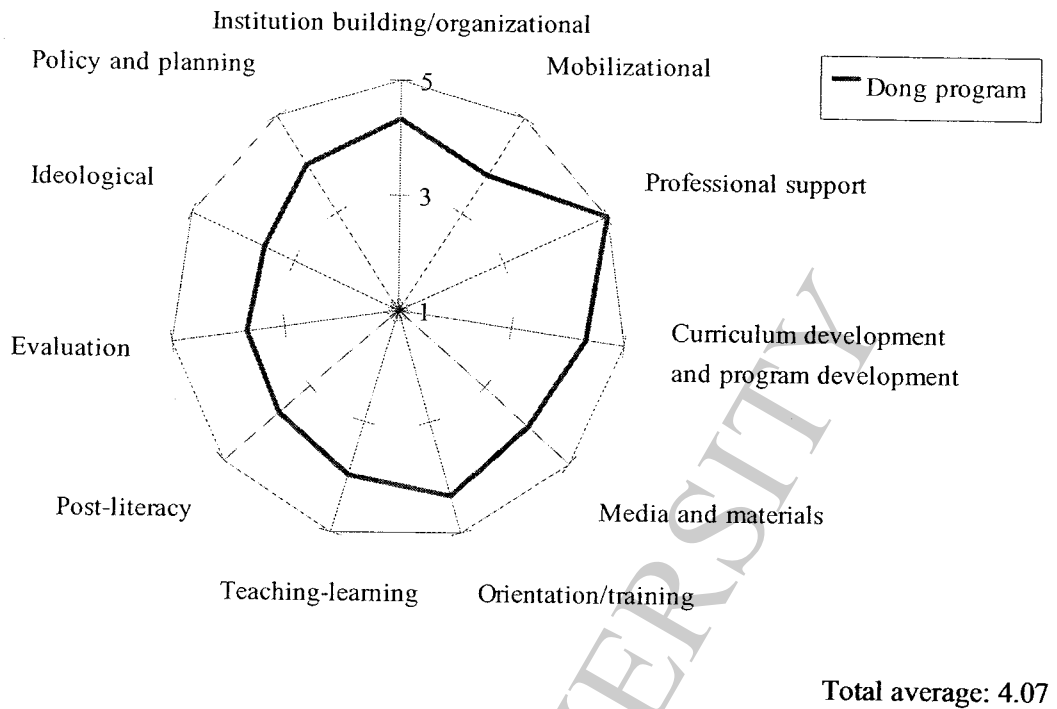 Institution building/organizational
Policy and planning
Mobilizational
5
Dong program
Ideological
3
Professional support
1
Evaluation
Curriculum development
and program development
Post-literacy
Media and materials
Teaching-learning
Orientation/training
Total average: 4.07
ERSITY